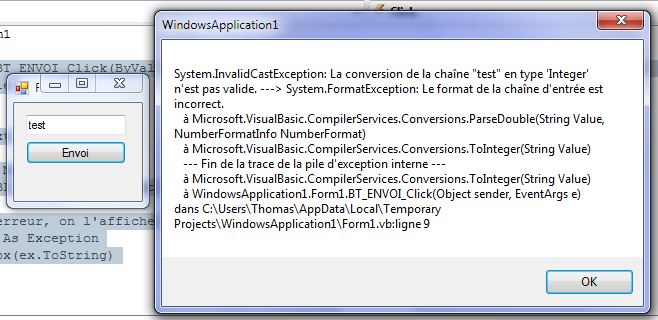 Click
m1
BT_ENVOI_Click(ByVal
WindowsApplication1
System.InvalidCastException: La conversion de la chaîne "test" en type 'Integer'
n'est pas valide. ---> System.FormatException: Le format de la chaîne d'entrée est
incorrect.
à Microsoft.VisualBasic.CompilerServices.Conversions.ParseDouble(String Value,
NumberFormatInfo NumberFormat)
à Microsoft.VisualBasic.CompilerServices.Conversions.ToInteger(String Value)
--- Fin de la trace de la pile d'exception interne ---
à Microsoft.VisualBasic.CompilerServices.Conversions.ToInteger(String Value)
à WindowsApplication1.Form1.BT_ENVOI_Click(Object sender, EventArgs e)
dans C:\Users\Thomas\AppData\Local\Temporary
Projects\WindowsApplication1\Form1.vb:ligne 9
OK
test
Envoi
erreur, on l'affiche
As Exception
ox(ex.ToString)